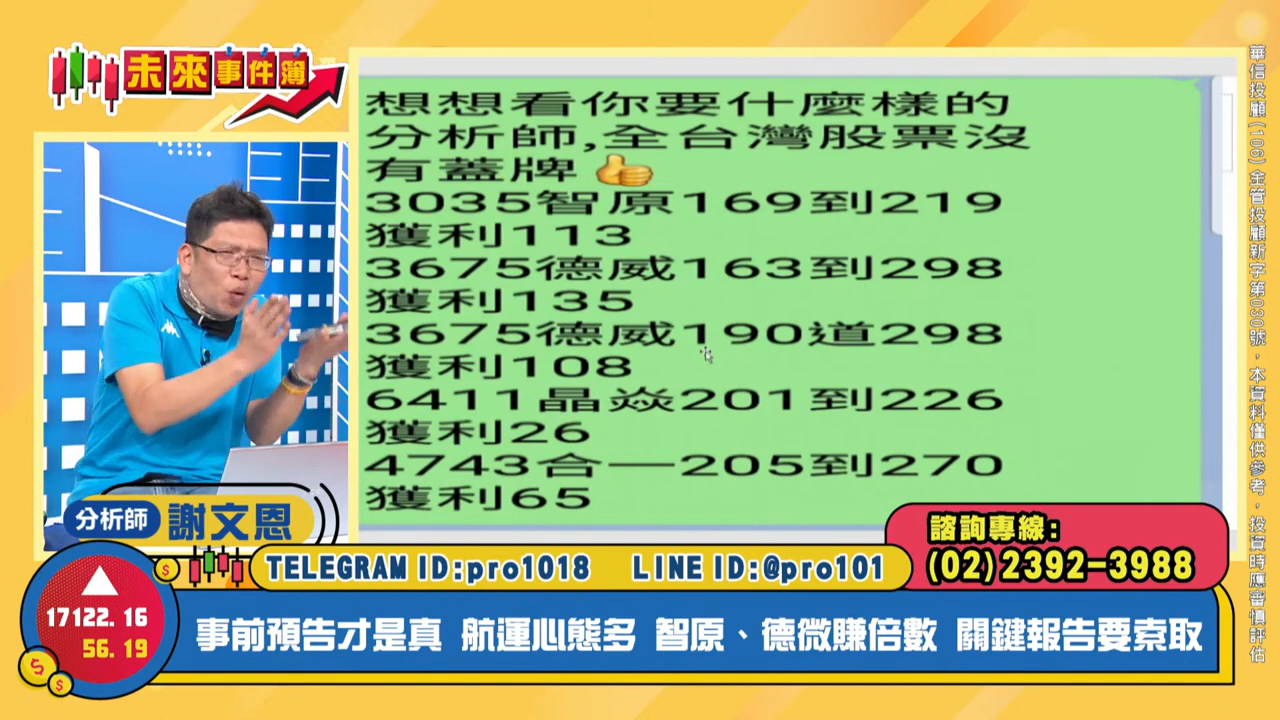 未來事件簿
想想看你要什麼樣的
分析師,全台灣股票沒
有蓋牌👍
3035智原169到219
獲利113
3675德威163到298
獲利135
3675德威190道298
獲利108
6411晶焱201到226
獲利26
4743合一205到270
獲利65
分析師 謝文恩
諮詢專線:
(02)2392-3988
TELEGRAM ID:pro1018 LINE ID:@pro101
17122.16
56.19
事前預告才是真 航運心態多 智原、德微賺倍數 關鍵報告要索取
華信投顧(106)金管投顧新字第030號,本資料僅供參考,投資時應審慎評估